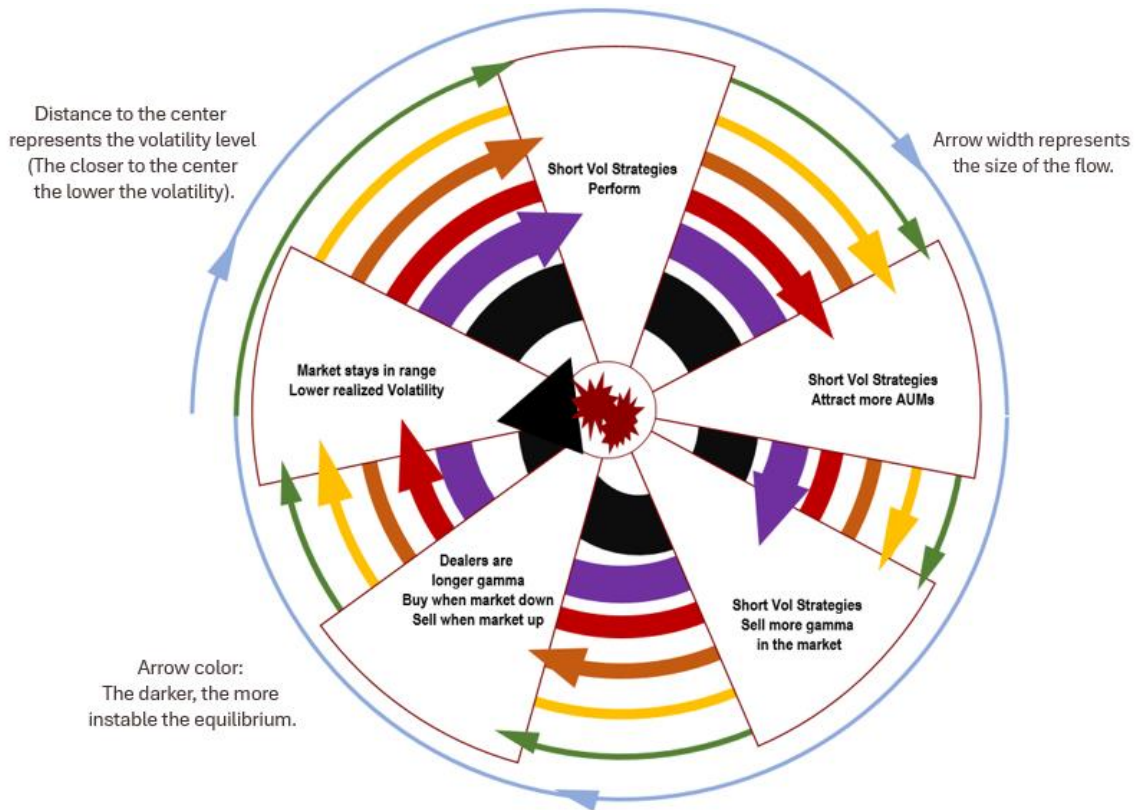 Distance to the center
represents the volatility level
(The closer to the center
the lower the volatility).
Arrow width represents
the size of the flow.
Short Vol Strategies
Perform
Market stays in range
Lower realized Volatility
Short Vol Strategies
Attract more AUMs
Dealers are
longer gamma
Buy when market down
Sell when market up
Short Vol Strategies
Sell more gamma
in the market
Arrow color:
The darker, the more
instable the equilibrium.